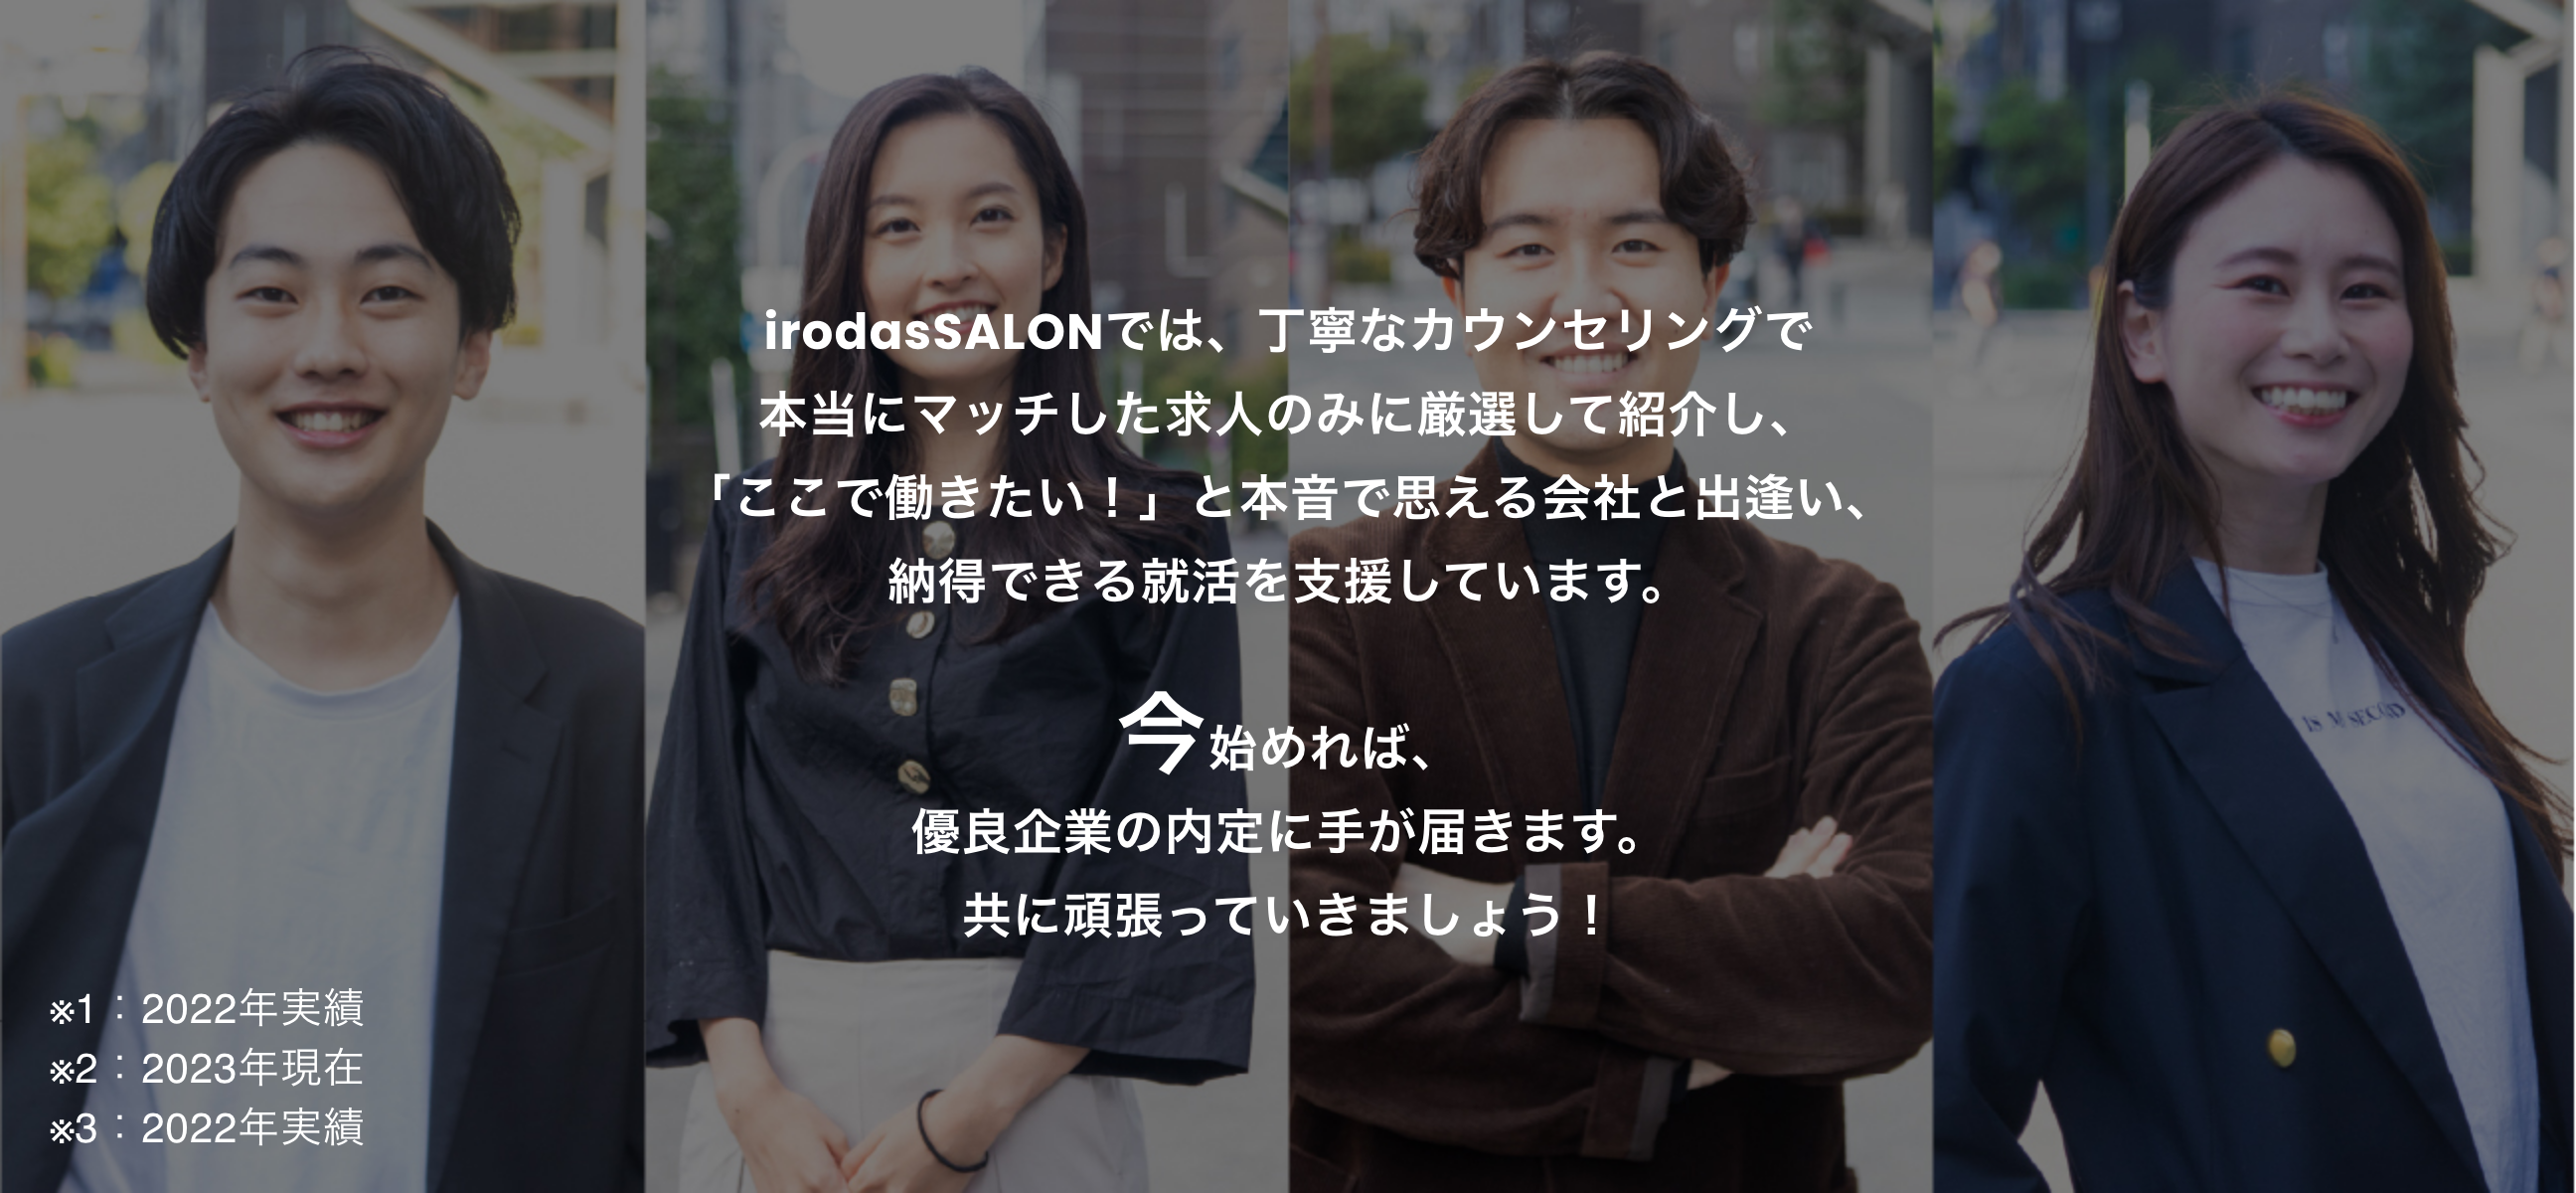 irodasSALONでは、丁寧なカウンセリングで
本当にマッチした求人のみに厳選して紹介し、
「ここで働きたい！」と本音で思える会社と出逢い、
納得できる就活を支援しています。
今始めれば、
優良企業の内定に手が届きます。
共に頑張っていきましょう！
※1：2022年実績
※2：2023年現在
※3：2022年実績